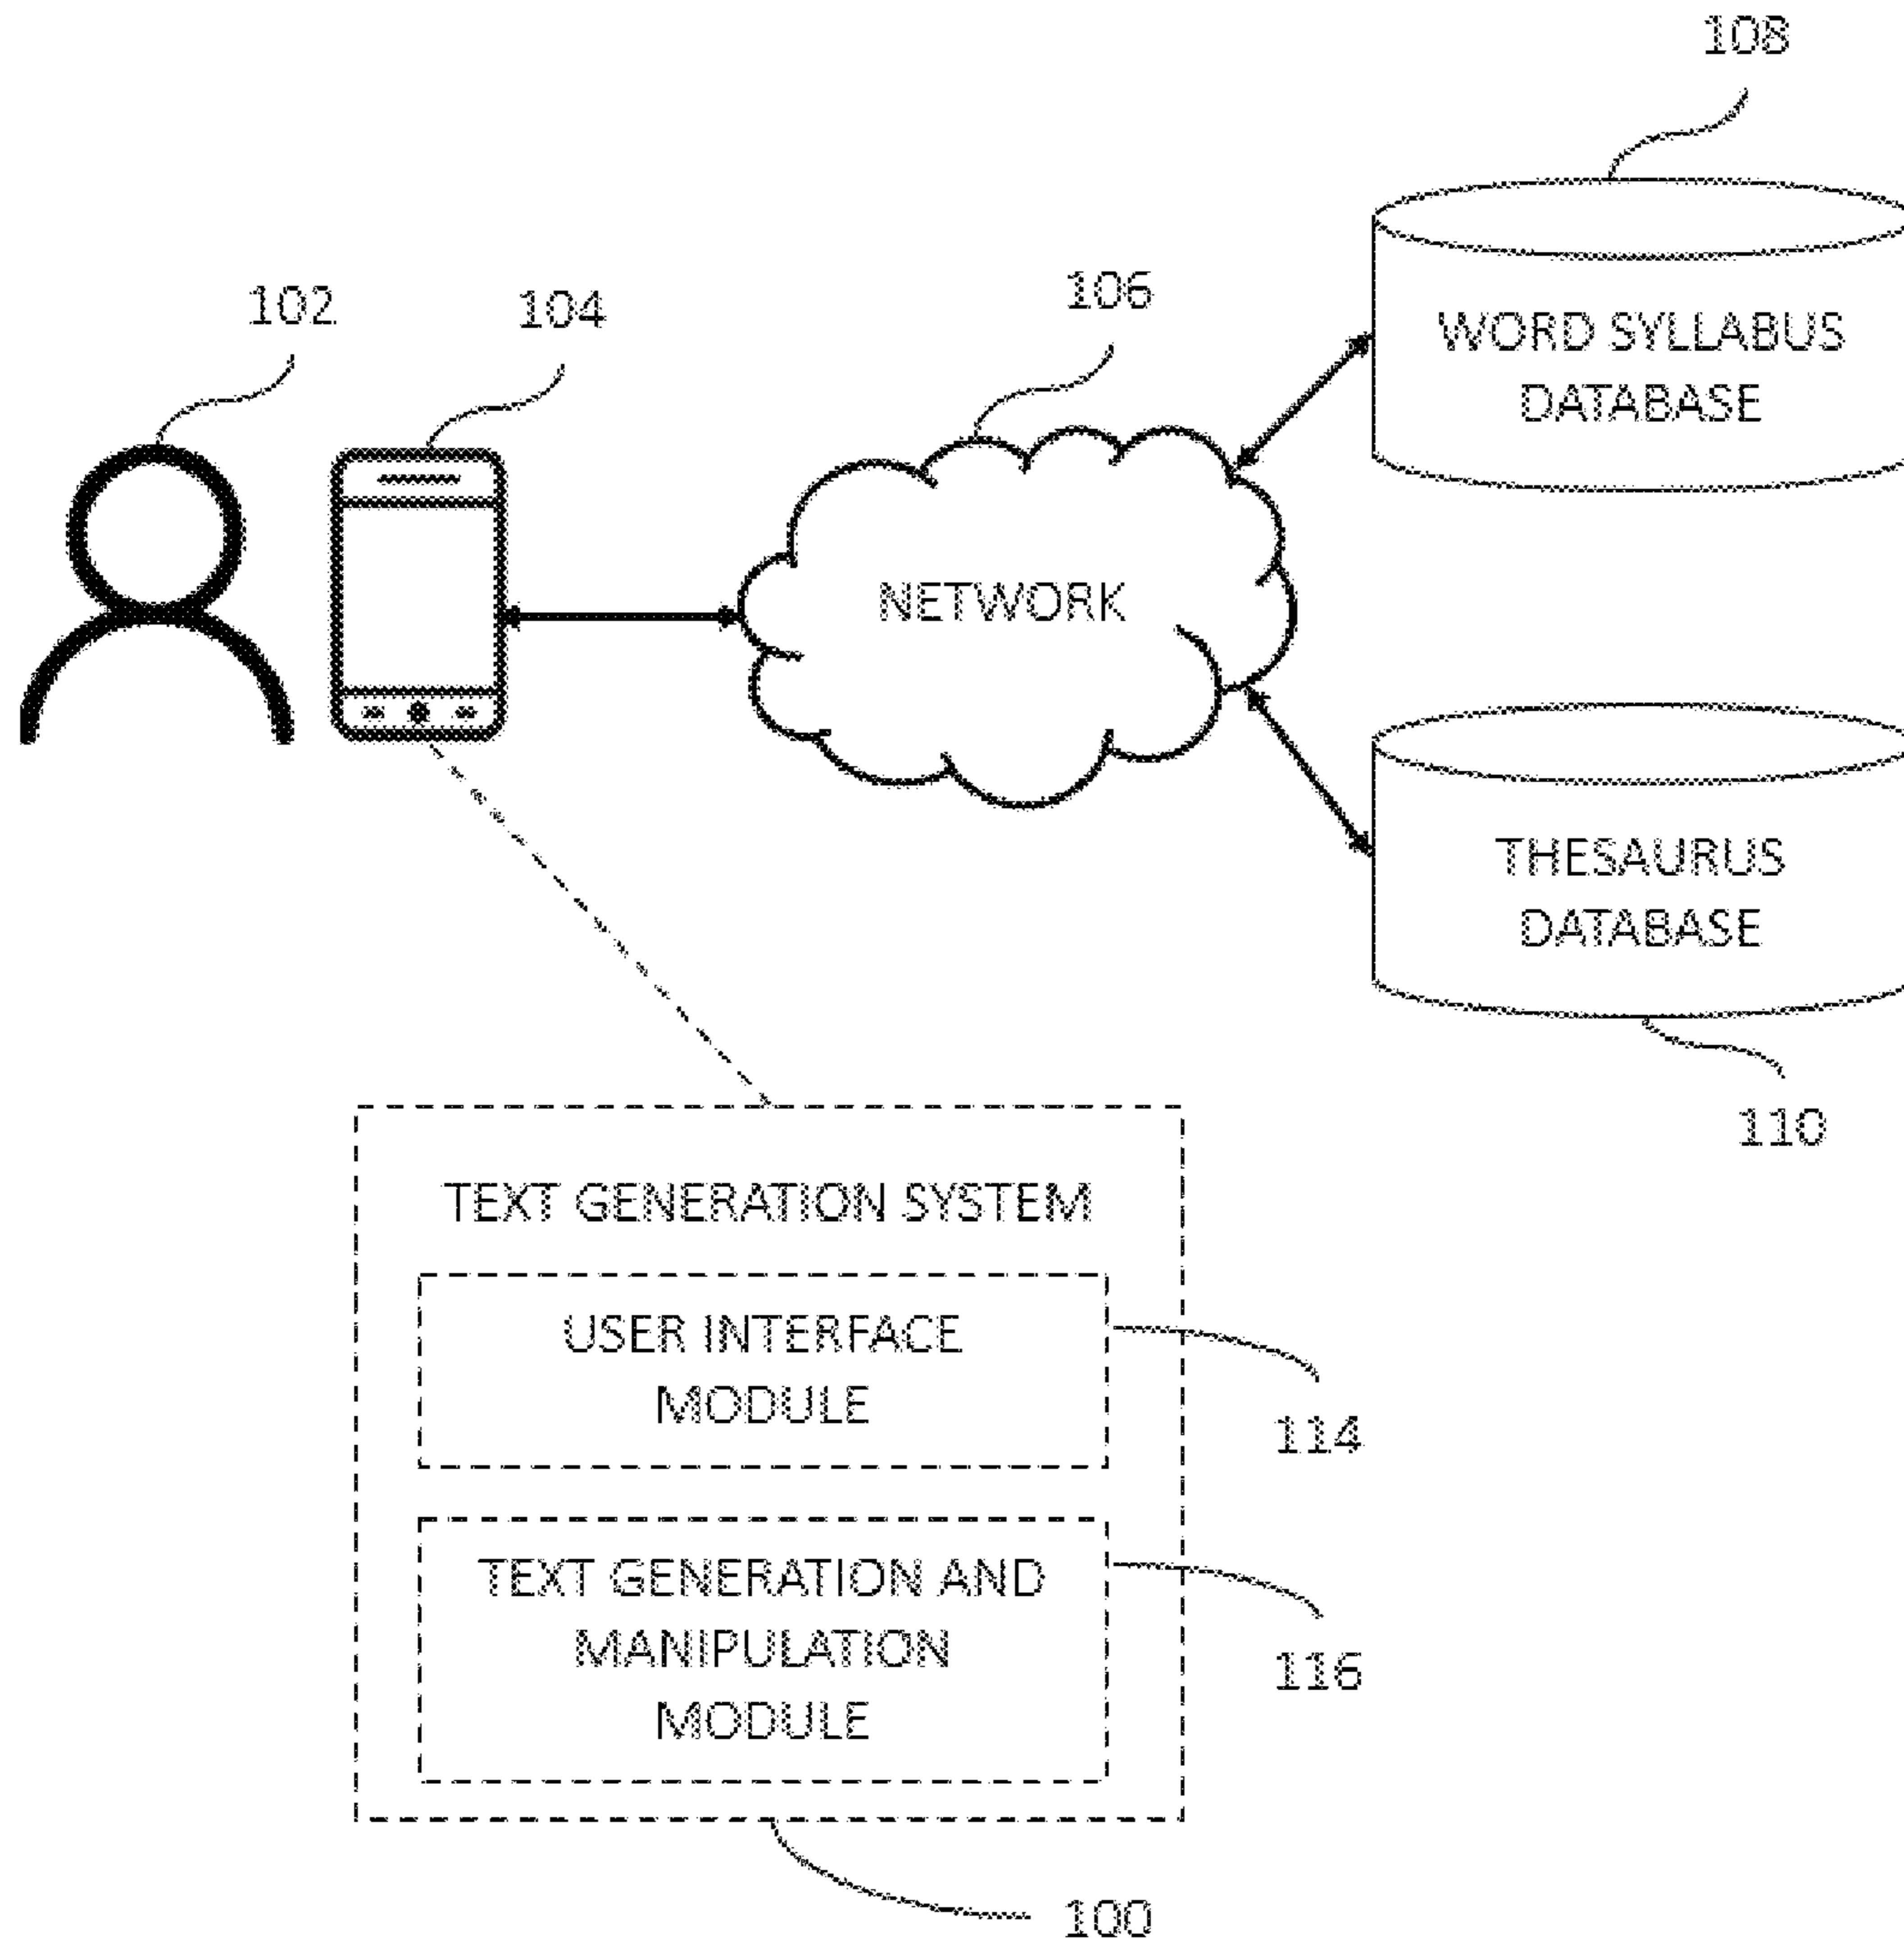 108
102
104
106
WORD SYLLABUS
DATABASE
NETWORK
THESAURUS
DATABASE
110
TEXT GENERATION SYSTEM
USER INTERFACE
MODULE
114
TEXT GENERATION AND
MANIPULATION
MODULE
116
100